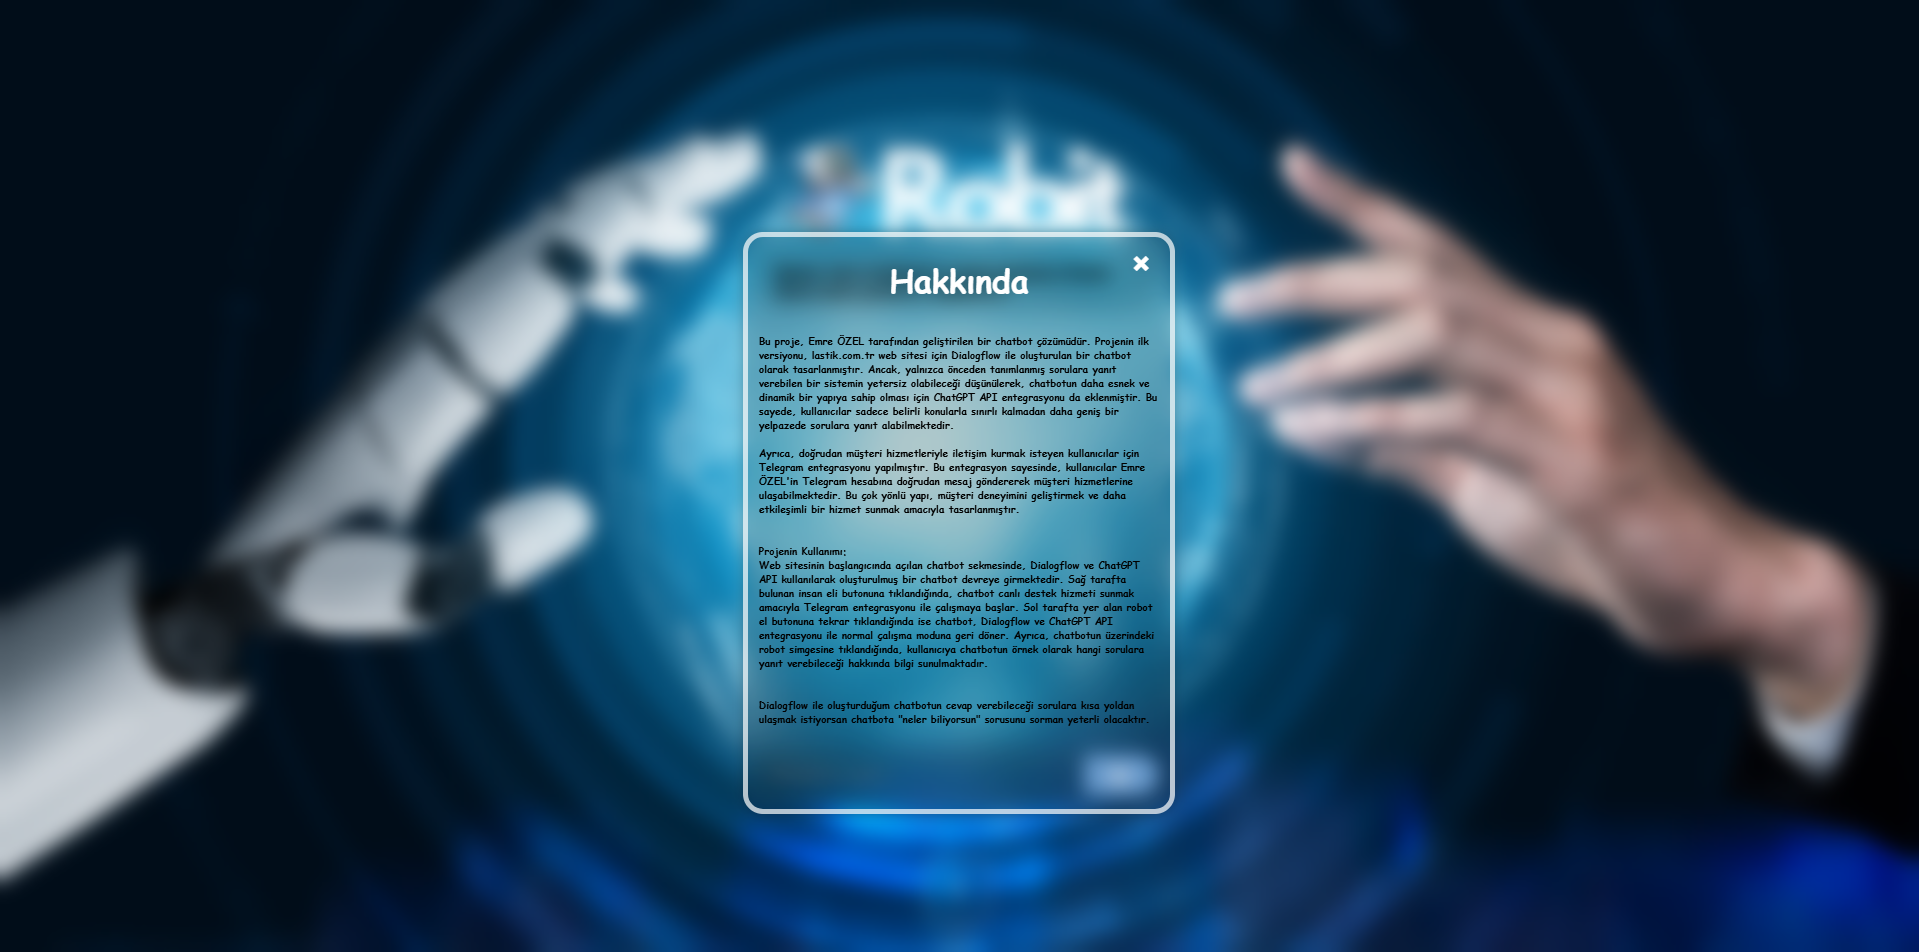 Robit
Hakkında
Bu proje, Emre ÖZEL tarafından geliştirilen bir chatbot çözümüdür. Projenin ilk
versiyonu, lastik.com.tr web sitesi için Dialogflow ile oluşturulan bir chatbot
olarak tasarlanmıştır. Ancak, yalnızca önceden tanımlanmış sorulara yanıt
verebilen bir sistemin yetersiz olabileceği düşünülerek, chatbotun daha esnek ve
dinamik bir yapıya sahip olması için ChatGPT API entegrasyonu da eklenmiştir. Bu
sayede, kullanıcılar sadece belirli konularla sınırlı kalmadan daha geniş bir
yelpazede sorulara yanıt alabilmektedir.
Ayrıca, doğrudan müşteri hizmetleriyle iletişim kurmak isteyen kullanıcılar için
Telegram entegrasyonu yapılmıştır. Bu entegrasyon sayesinde, kullanıcılar Emre
ÖZEL'in Telegram hesabına doğrudan mesaj göndererek müşteri hizmetlerine
ulaşabilmektedir. Bu çok yönlü yapı, müşteri deneyimini geliştirmek ve daha
etkileşimli bir hizmet sunmak amacıyla tasarlanmıştır.
Projenin Kullanımı:
Web sitesinin başlangıcında açılan chatbot sekmesinde, Dialogflow ve ChatGPT
API kullanılarak oluşturulmuş bir chatbot devreye girmektedir. Sağ tarafta
bulunan insan eli butonuna tıklandığında, chatbot canlı destek hizmeti sunmak
amacıyla Telegram entegrasyonu ile çalışmaya başlar. Sol tarafta yer alan robot
el butonuna tekrar tıklandığında ise chatbot, Dialogflow ve ChatGPT API
entegrasyonu ile normal çalışma moduna geri döner. Ayrıca, chatbotun üzerindeki
robot simgesine tıklandığında, kullanıcıya chatbotun örnek olarak hangi sorulara
yanıt verebileceği hakkında bilgi sunulmaktadır.
Dialogflow ile oluşturduğum chatbotun cevap verebileceği sorulara kısa yoldan
ulaşmak istiyorsan chatbota "neler biliyorsun" sorusunu sorman yeterli olacaktır.